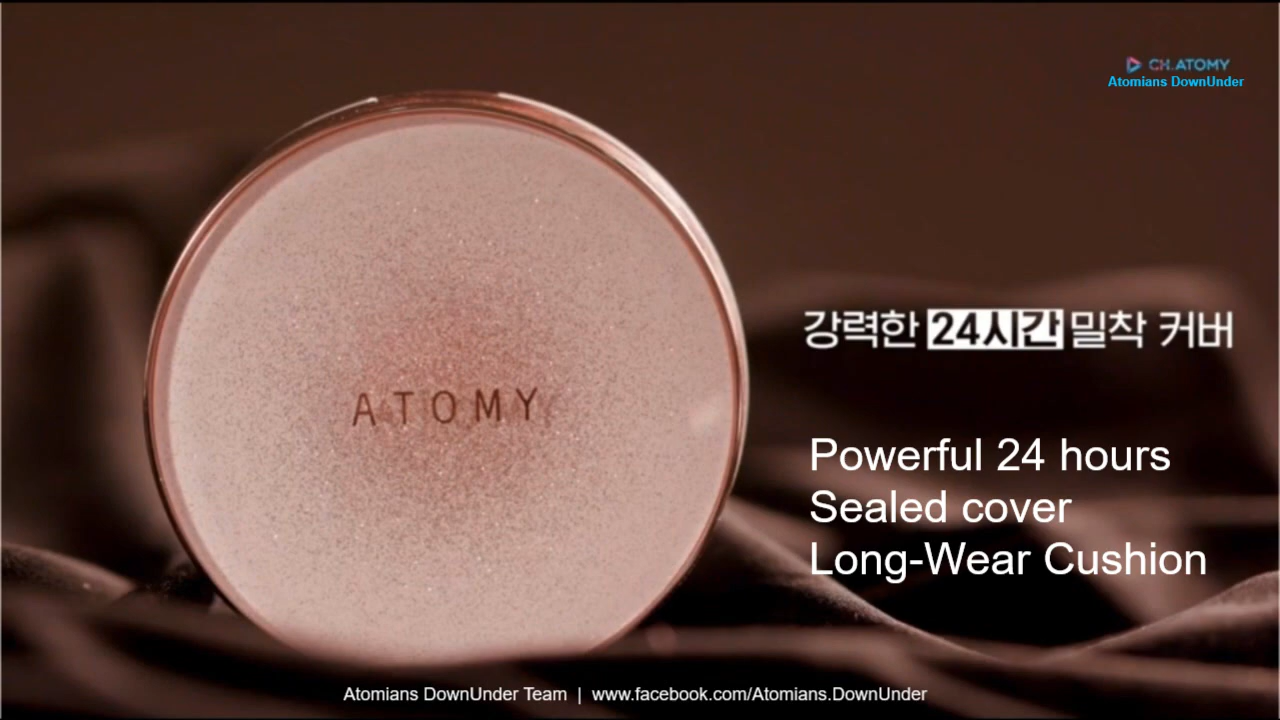 CH.ATOMY
Atomians DownUnder
ATOMY
강력한 24시간 밀착 커버
Powerful 24 hours
Sealed cover
Long-Wear Cushion
Atomians DownUnder Team | www.facebook.com/Atomians.DownUnder